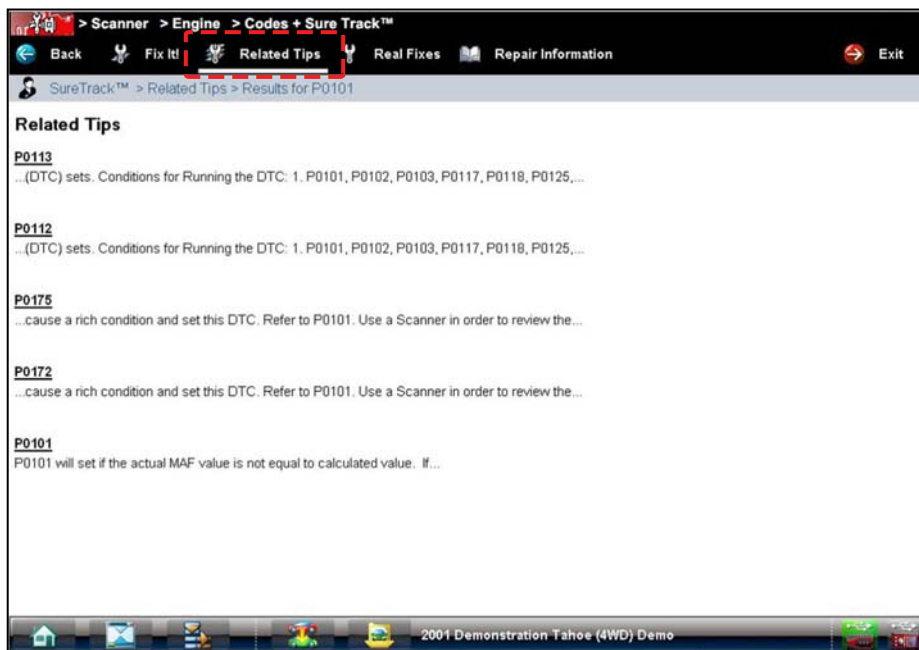 > Scanner > Engine > Codes + Sure Track™
Back Fix It! Related Tips Real Fixes Repair Information Exit
SureTrack™ > Related Tips > Results for P0101
Related Tips
P0113
...(DTC) sets. Conditions for Running the DTC: 1. P0101, P0102, P0103, P0117, P0118, P0125,...
P0112
...(DTC) sets. Conditions for Running the DTC: 1. P0101, P0102, P0103, P0117, P0118, P0125,...
P0175
...cause a rich condition and set this DTC. Refer to P0101. Use a Scanner in order to review the...
P0172
...cause a rich condition and set this DTC. Refer to P0101. Use a Scanner in order to review the...
P0101
P0101 will set if the actual MAF value is not equal to calculated value. If...
2001 Demonstration Tahoe (4WD) Demo